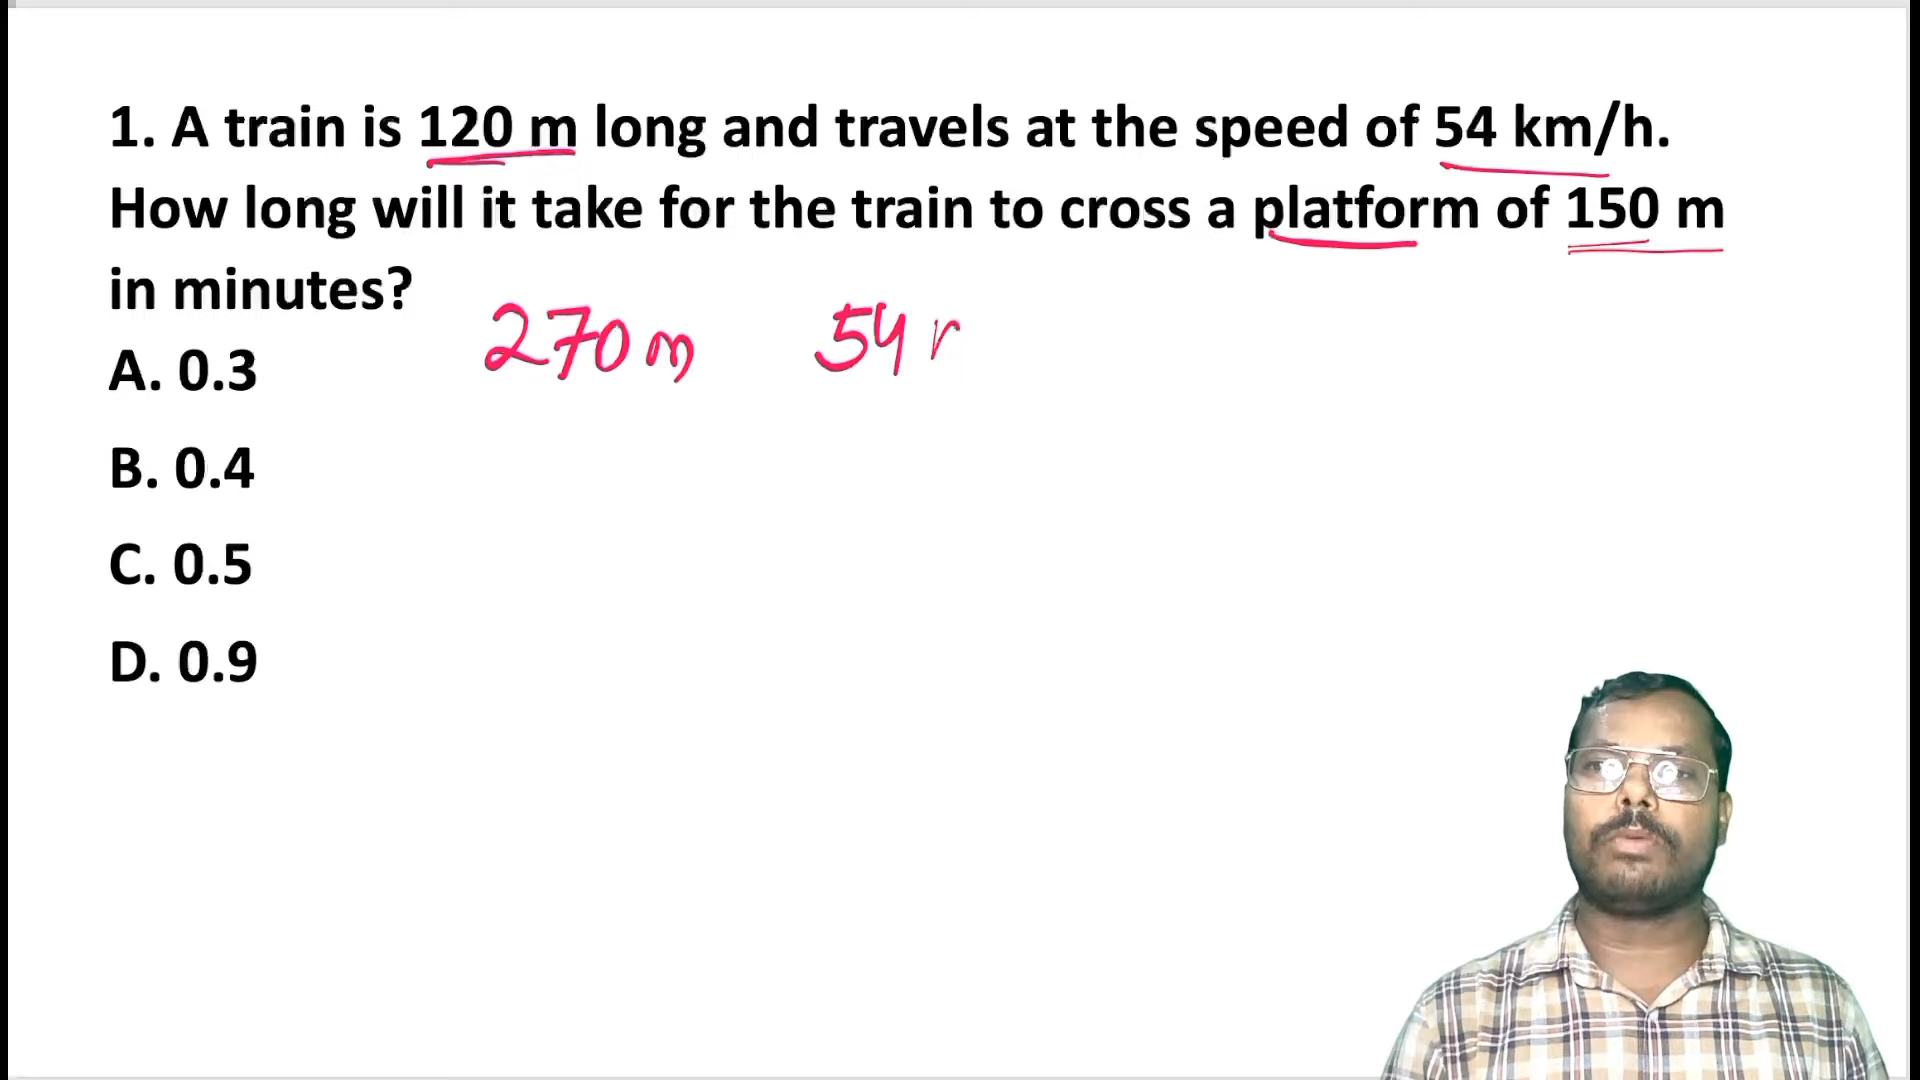 1. A train is 120 m long and travels at the speed of 54 km/h.
How long will it take for the train to cross a platform of 150 m
in minutes?
270 m 54
A. 0.3
B. 0.4
C. 0.5
D. 0.9